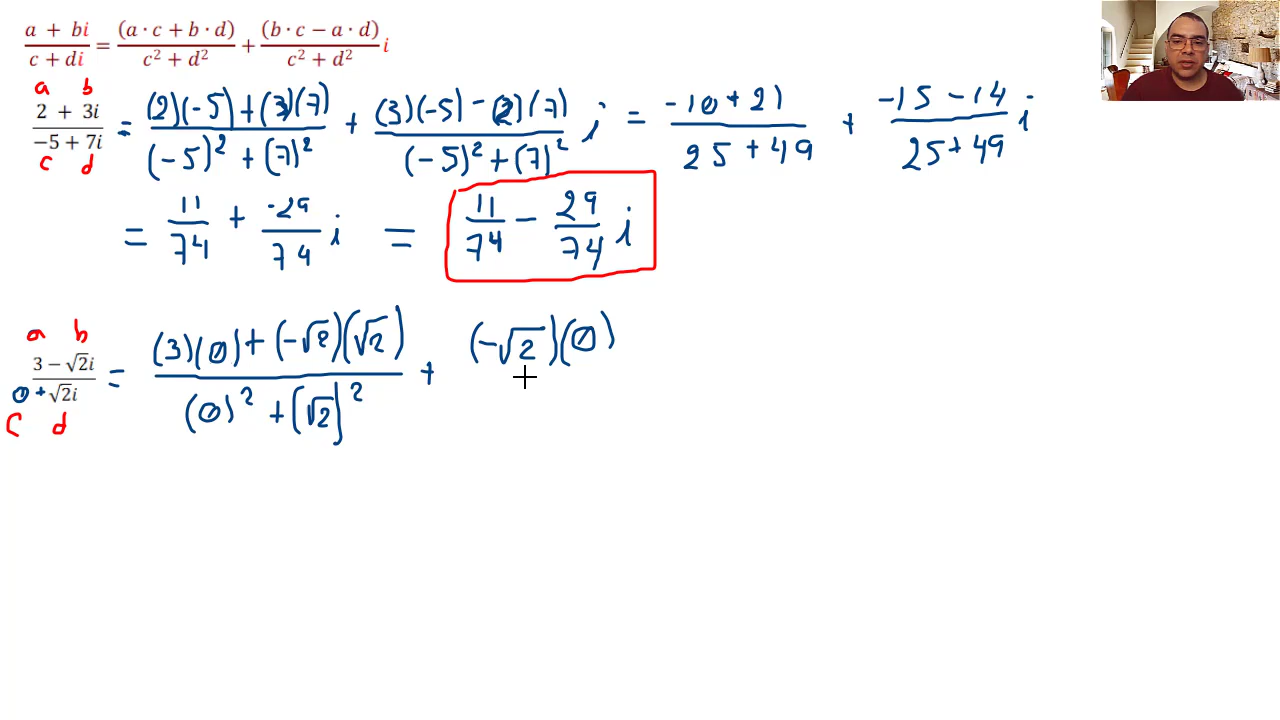 (a + bi)/(c + di) = (a · c + b · d)/(c² + d²) + (b · c − a · d)/(c² + d²) i
a b
(2 + 3i)/(−5 + 7i) = ((2)(-5) + (3)(7))/((-5)² + (7)²) + ((3)(-5) - (2)(7))/((-5)² + (7)²) i = (-10 + 21)/(25 + 49) + (-15 - 14)/(25 + 49) i
c d
= 11/74 + -29/74 i = 11/74 - 29/74 i
a b
(3 − √2i)/(0 + √2i) = ((3)(0) + (-√2)(√2))/((0)² + (√2)²) + (-√2)(0)
c d